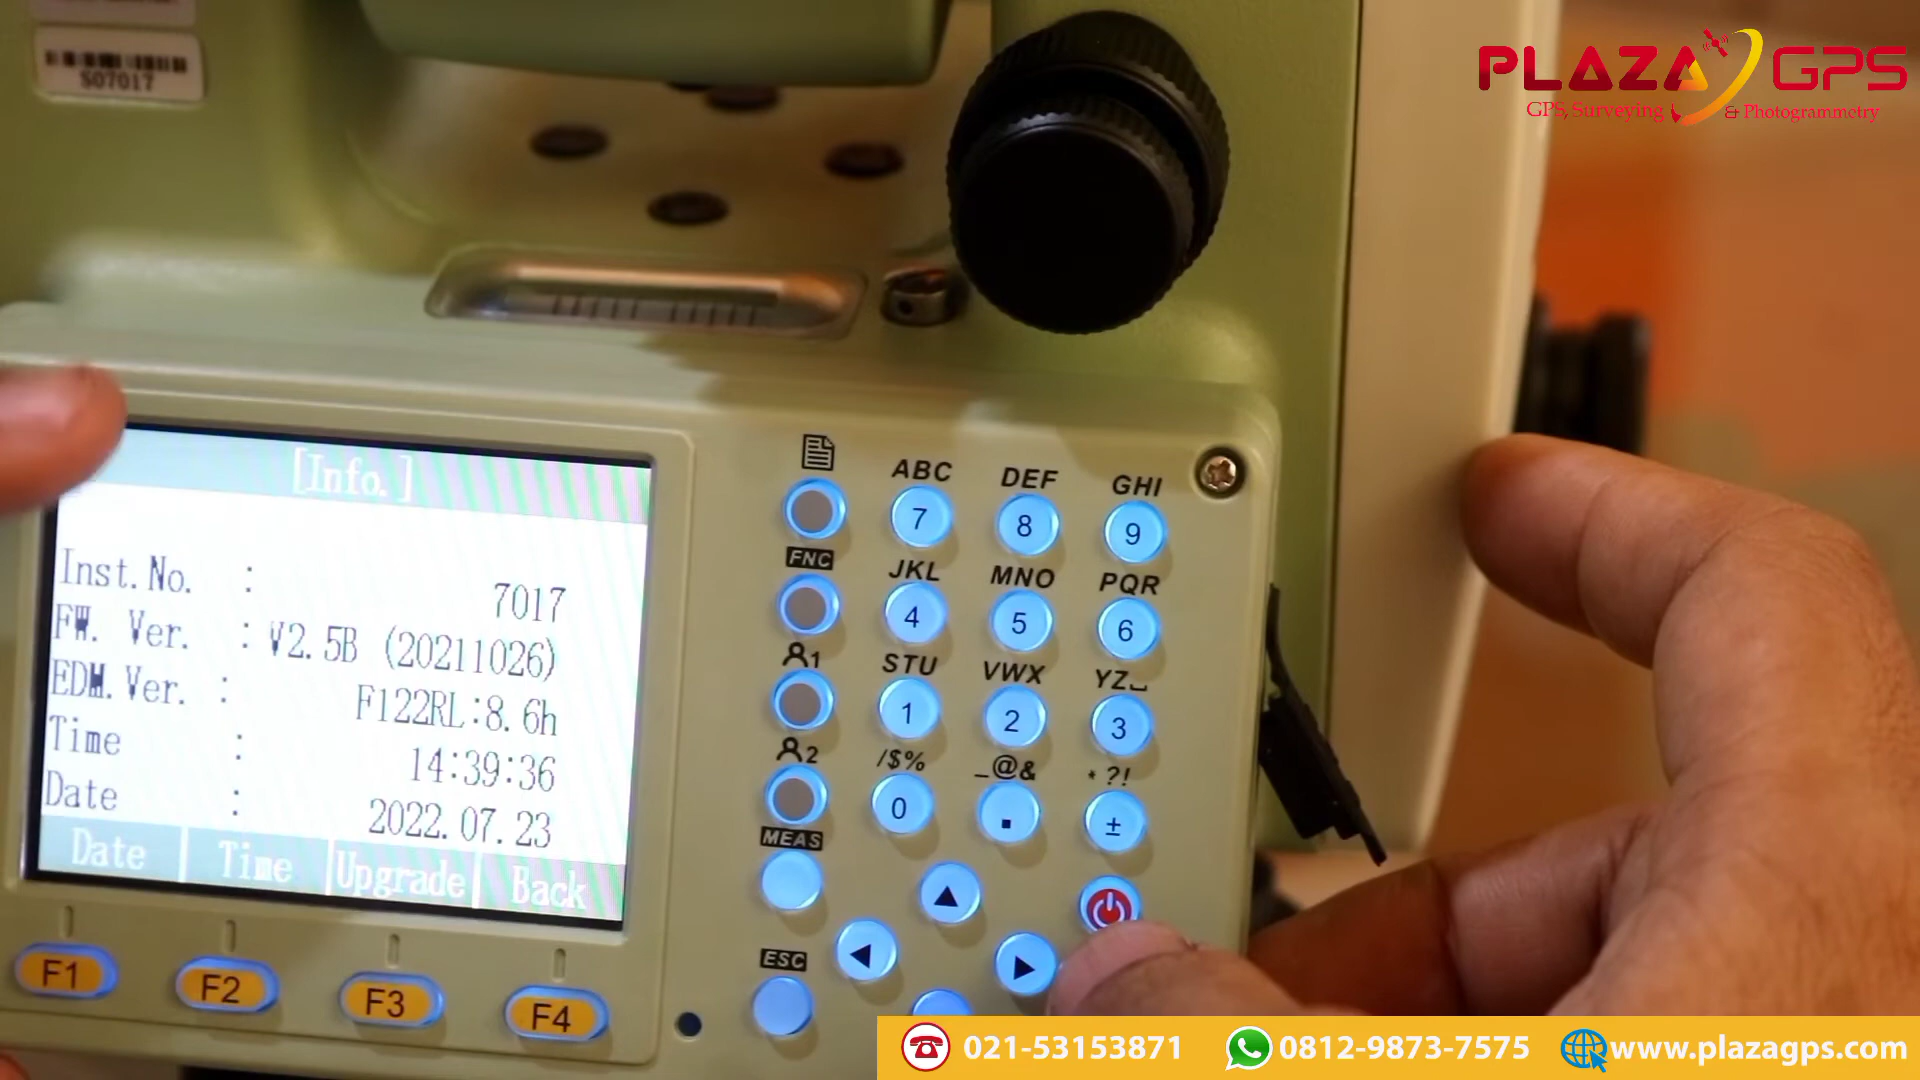 S07017
PLAZA GPS
GPS, Surveying & Photogrammetry
[Info.]
Inst.No. : 7017
FW. Ver. : V2.5B (20211026)
EDM.Ver. : F122RL:8.6h
Time : 14:39:36
Date : 2022.07.23
Date Time Upgrade Back
F1 F2 F3 F4
ABC DEF GHI
7 8 9
FNC
JKL MNO PQR
4 5 6
1
STU VWX YZ⎵
1 2 3
2
/$% _@& *?!
0 . ±
MEAS
ESC
021-53153871 0812-9873-7575 www.plazagps.com